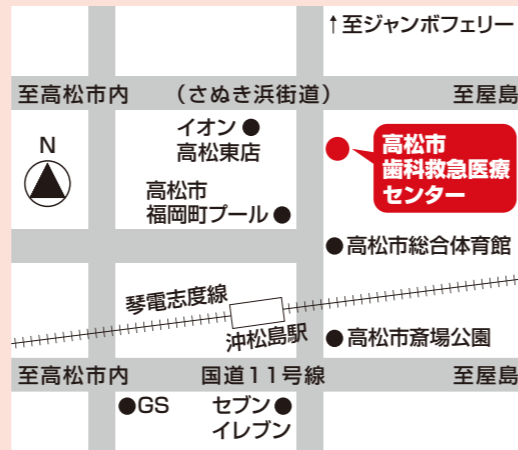 ↑至ジャンボフェリー
至高松市内 （さぬき浜街道） 至屋島
イオン●
高松東店
高松市
歯科救急医療
センター
N
高松市
福岡町プール●
●高松市総合体育館
琴電志度線
沖松島駅
●高松市斎場公園
至高松市内 国道11号線 至屋島
●GS
セブン●
イレブン